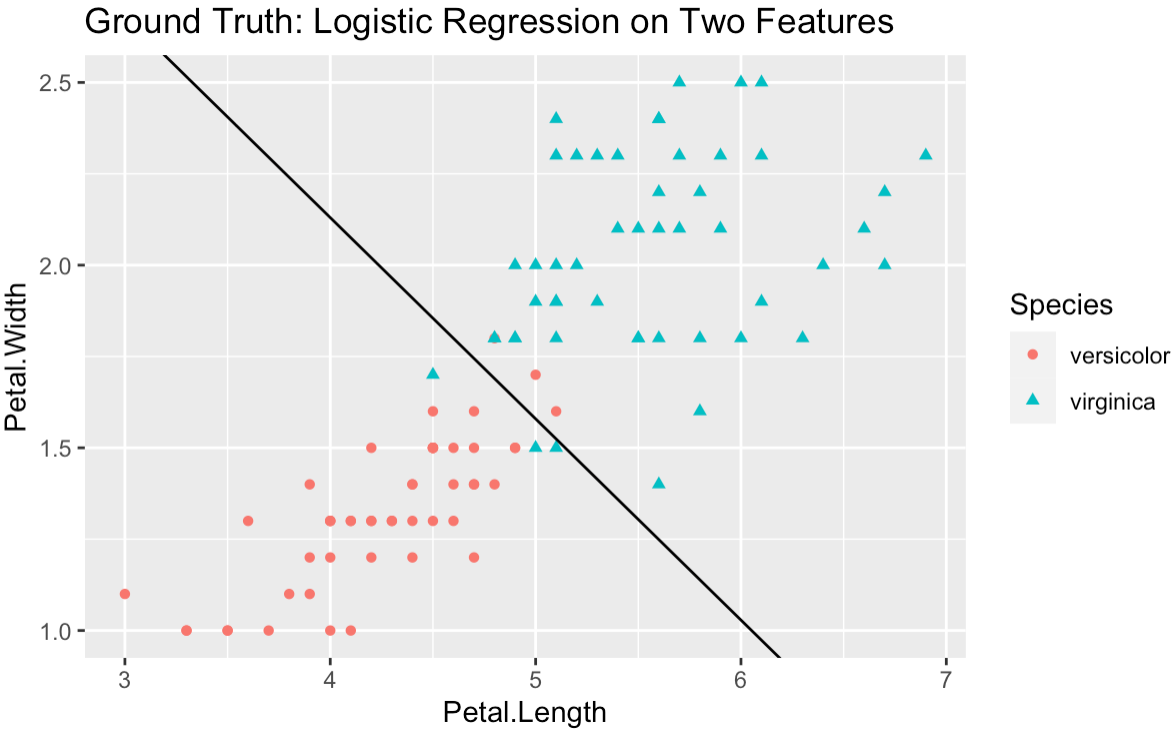 Ground Truth: Logistic Regression on Two Features
2.5
2.0
1.5
1.0
Petal.Width
3 4 5 6 7
Petal.Length
Species
versicolor
virginica